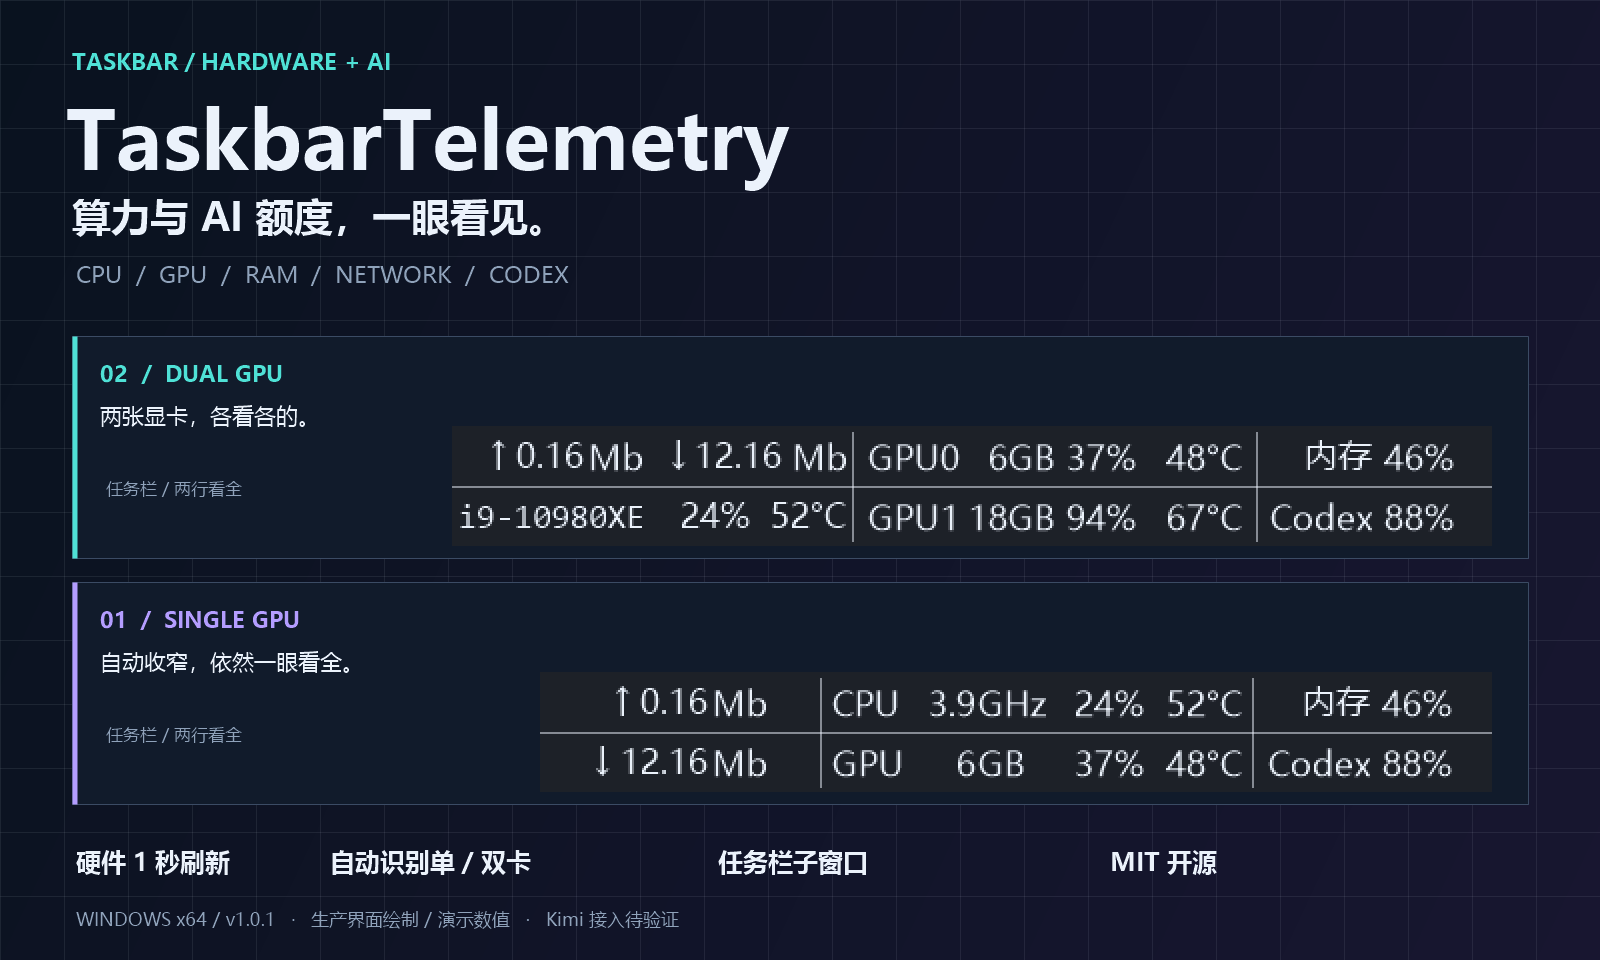 TASKBAR / HARDWARE + AI
TaskbarTelemetry
算力与 AI 额度，一眼看见。
CPU / GPU / RAM / NETWORK / CODEX
02 / DUAL GPU
两张显卡，各看各的。
任务栏 / 两行看全
↑0.16Mb ↓12.16 Mb GPU0 6GB 37% 48°C 内存 46%
i9-10980XE 24% 52°C GPU1 18GB 94% 67°C Codex 88%
01 / SINGLE GPU
自动收窄，依然一眼看全。
任务栏 / 两行看全
↑0.16Mb CPU 3.9GHz 24% 52°C 内存 46%
↓12.16Mb GPU 6GB 37% 48°C Codex 88%
硬件 1 秒刷新 自动识别单 / 双卡 任务栏子窗口 MIT 开源
WINDOWS x64 / v1.0.1 · 生产界面绘制 / 演示数值 · Kimi 接入待验证